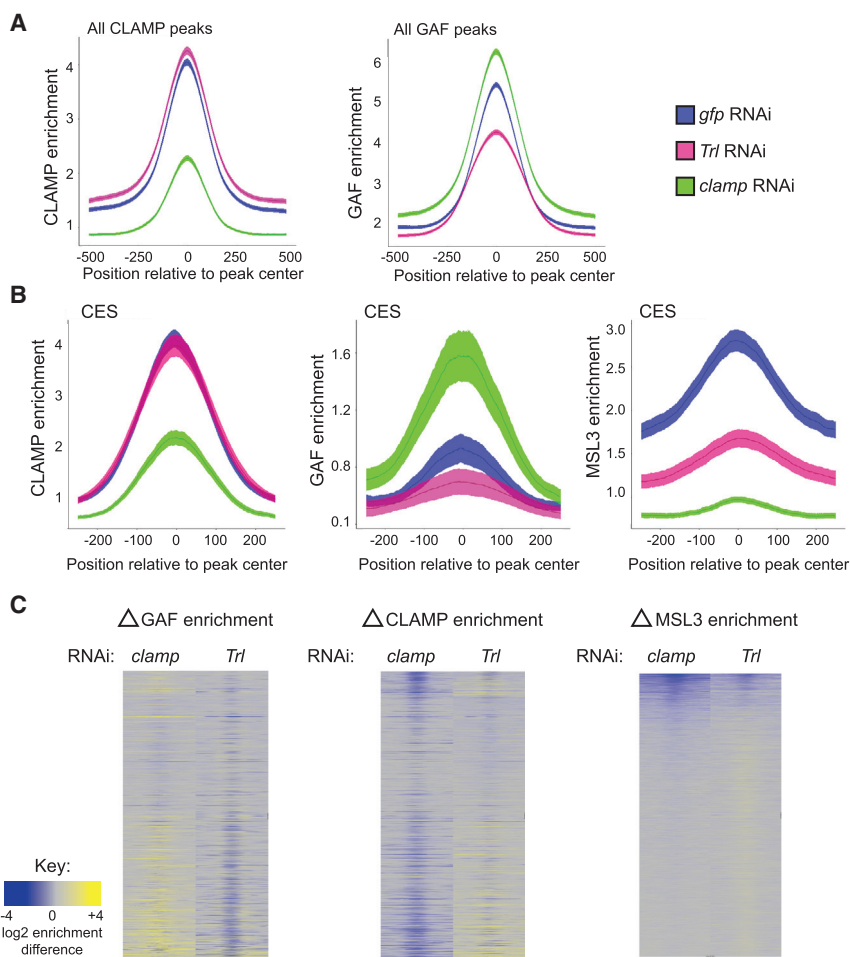 A
All CLAMP peaks
CLAMP enrichment
4
3
2
1
-500 -250 0 250 500
Position relative to peak center
All GAF peaks
GAF enrichment
6
5
4
3
2
-500 -250 0 250 500
Position relative to peak center
gfp RNAi
Trl RNAi
clamp RNAi
B
CES
CLAMP enrichment
4
3
2
1
-200 -100 0 100 200
Position relative to peak center
CES
GAF enrichment
1.6
1.2
0.8
0.1
-200 -100 0 100 200
Position relative to peak center
CES
MSL3 enrichment
3.0
2.5
2.0
1.5
1.0
-200 -100 0 100 200
Position relative to peak center
C
△ GAF enrichment
RNAi: clamp Trl
△ CLAMP enrichment
RNAi: clamp Trl
△ MSL3 enrichment
RNAi: clamp Trl
Key:
-4 0 +4
log2 enrichment
difference